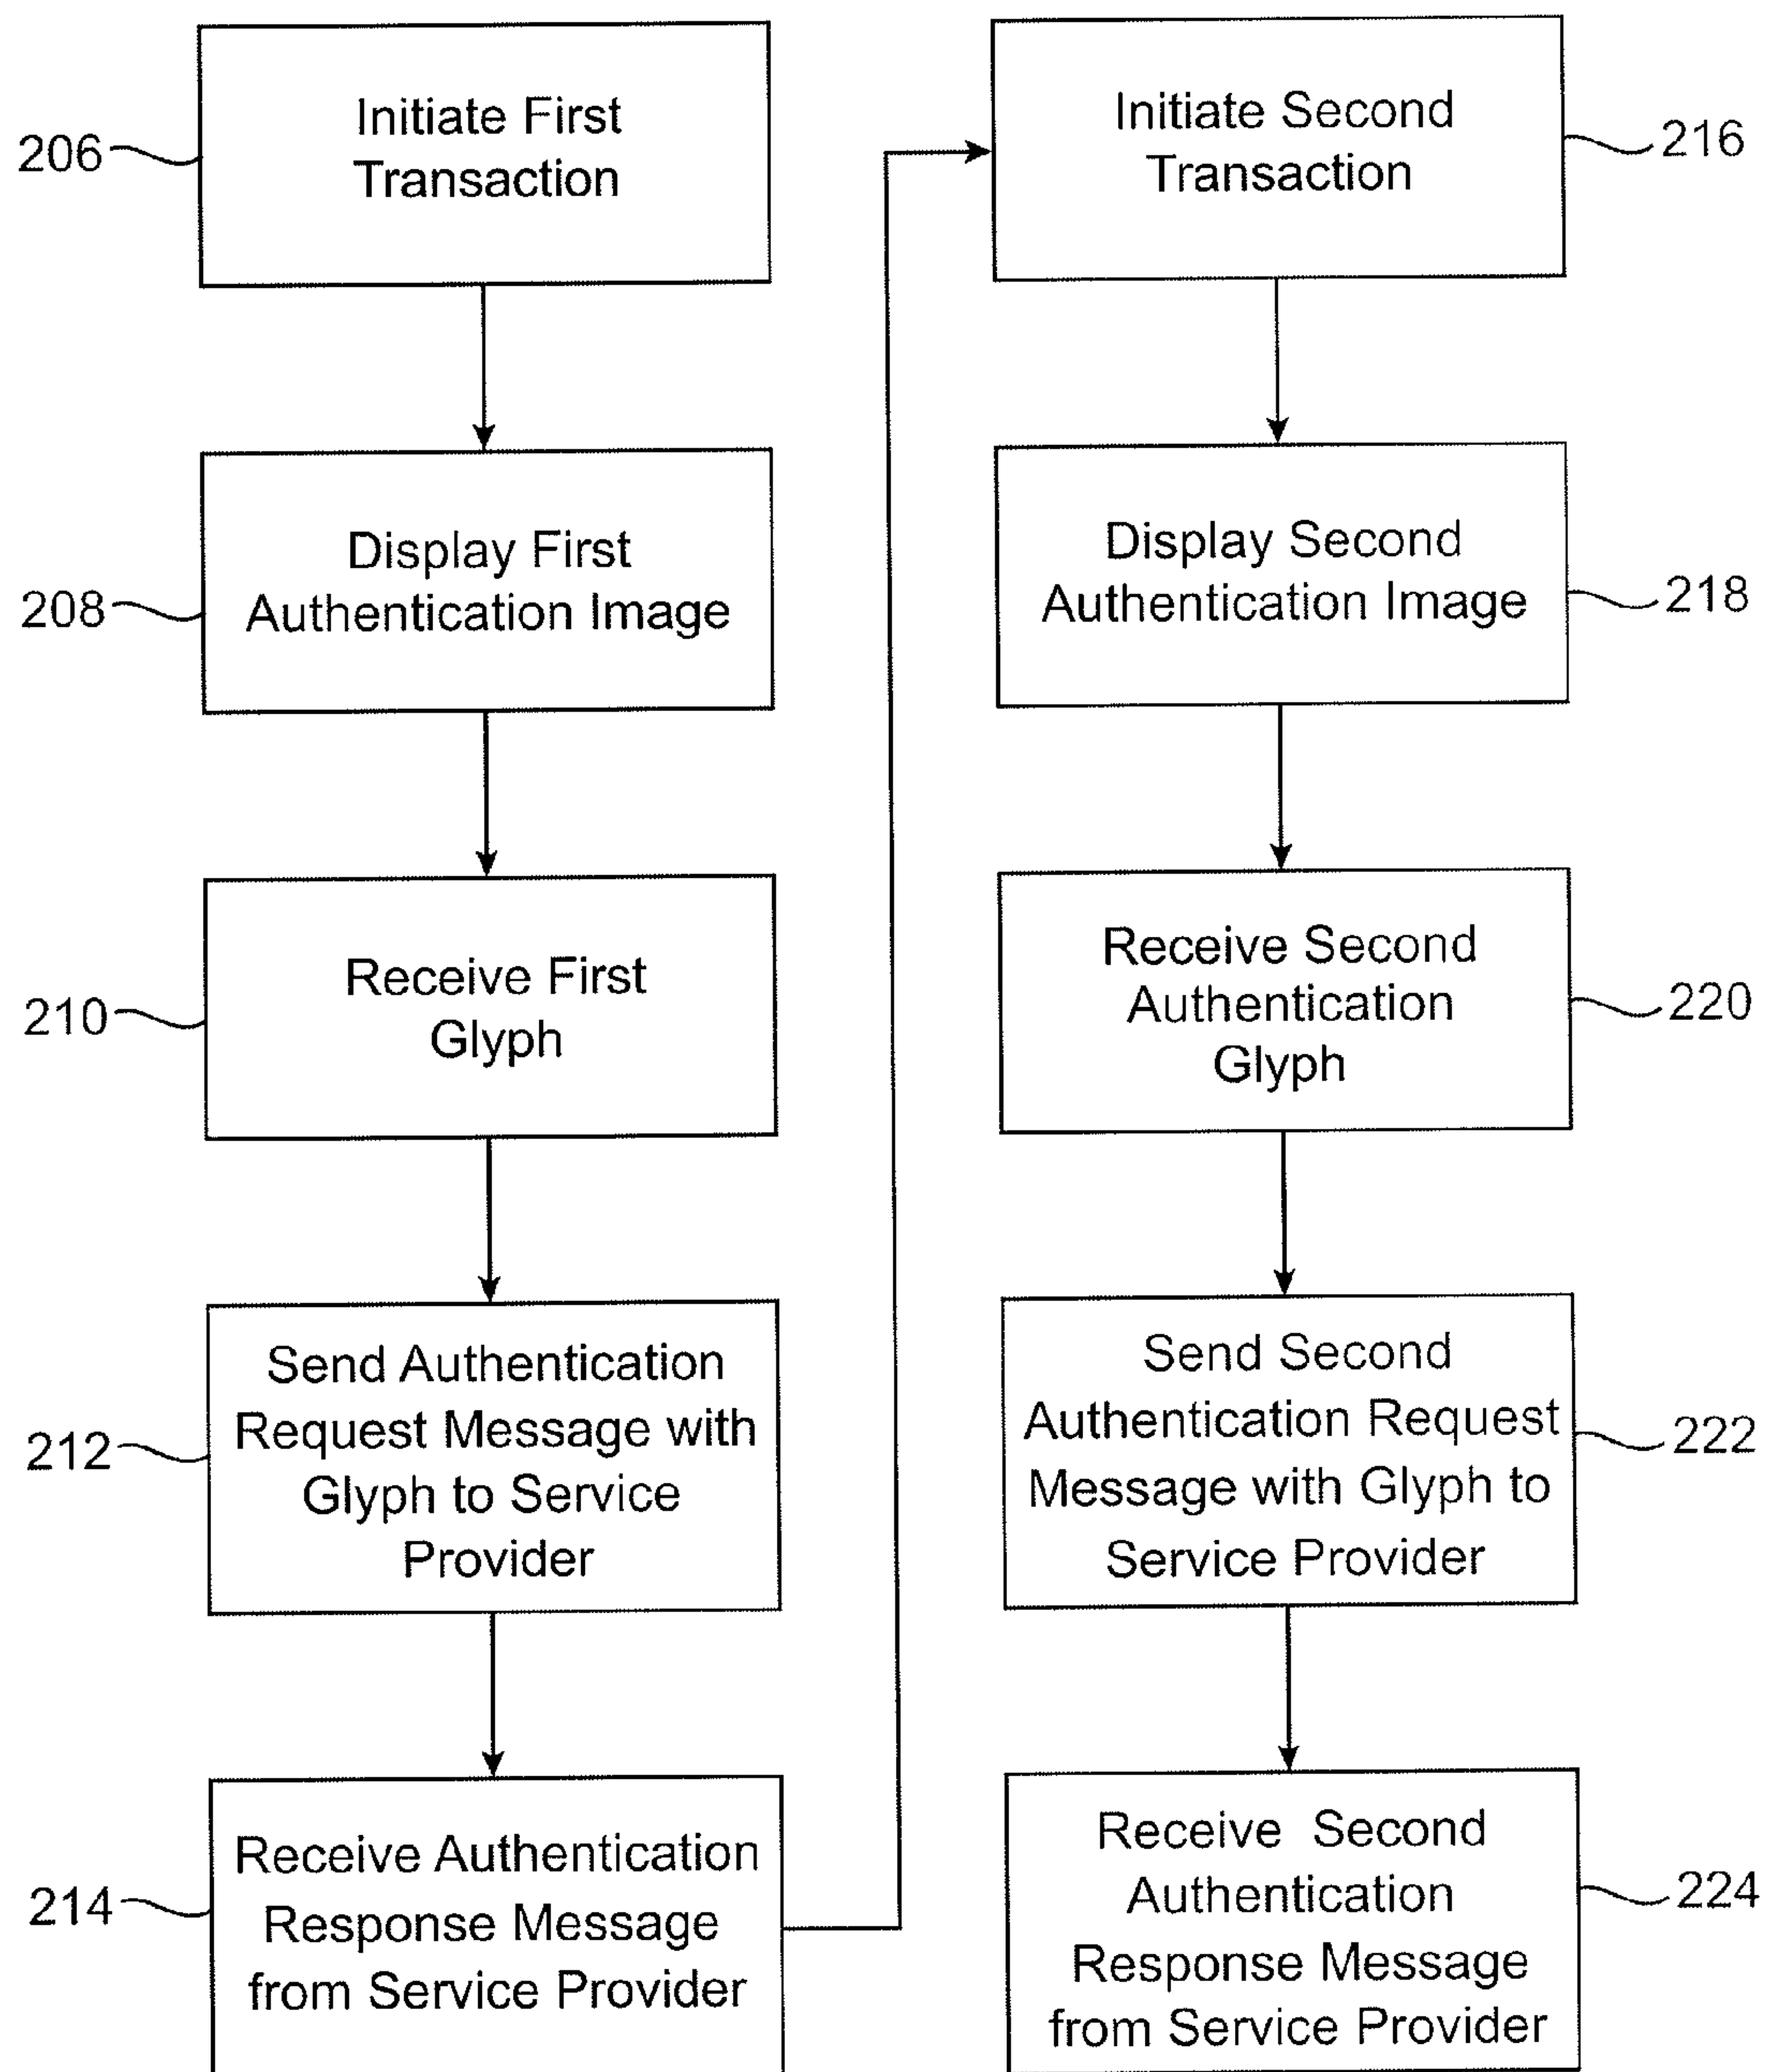 206
Initiate First
Transaction
208
Display First
Authentication Image
210
Receive First
Glyph
212
Send Authentication
Request Message with
Glyph to Service
Provider
214
Receive Authentication
Response Message
from Service Provider
Initiate Second
Transaction
216
Display Second
Authentication Image
218
Receive Second
Authentication
Glyph
220
Send Second
Authentication Request
Message with Glyph to
Service Provider
222
Receive Second
Authentication
Response Message
from Service Provider
224